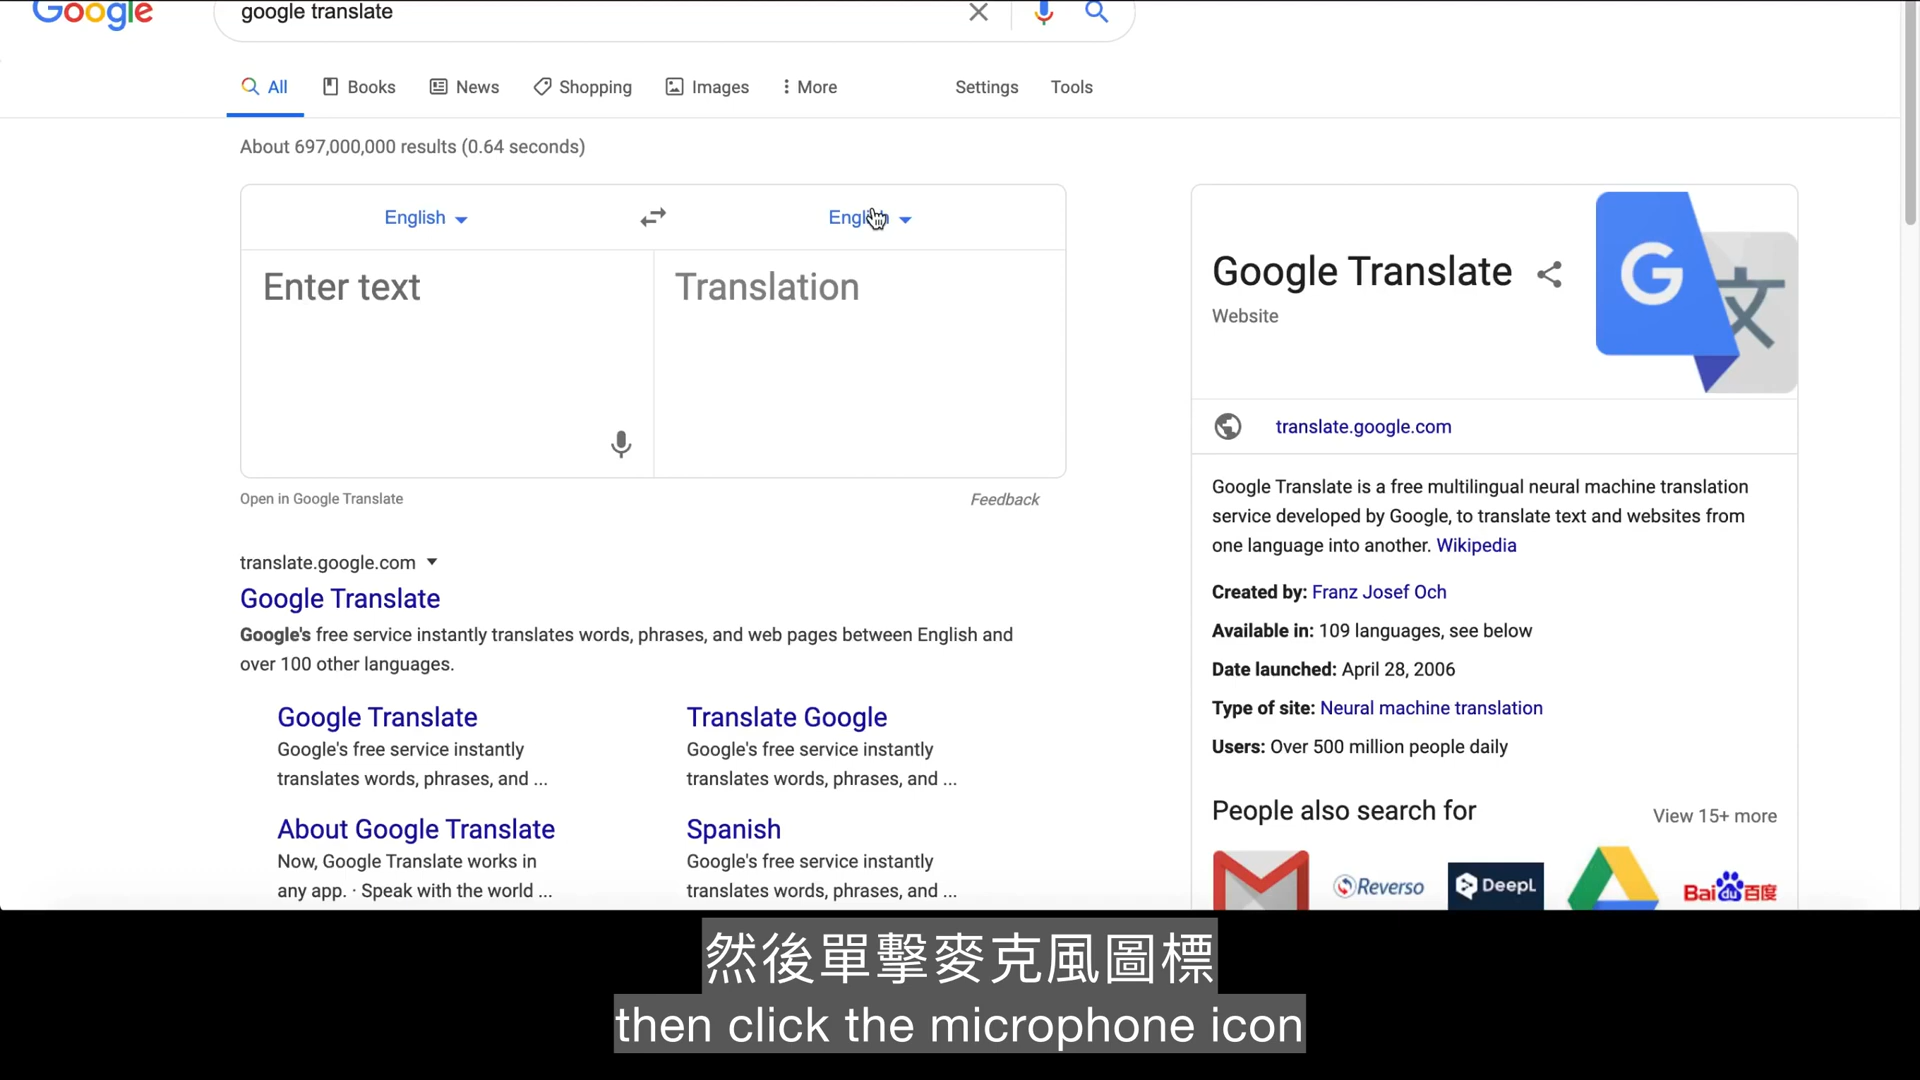 Google
google translate
All Books News Shopping Images More Settings Tools
About 697,000,000 results (0.64 seconds)
English English
Enter text Translation
Open in Google Translate Feedback
translate.google.com
Google Translate
Google's free service instantly translates words, phrases, and web pages between English and
over 100 other languages.
Google Translate
Google's free service instantly
translates words, phrases, and ...
Translate Google
Google's free service instantly
translates words, phrases, and ...
About Google Translate
Now, Google Translate works in
any app. · Speak with the world ...
Spanish
Google's free service instantly
translates words, phrases, and ...
Google Translate
Website
G 文
translate.google.com
Google Translate is a free multilingual neural machine translation
service developed by Google, to translate text and websites from
one language into another. Wikipedia
Created by: Franz Josef Och
Available in: 109 languages, see below
Date launched: April 28, 2006
Type of site: Neural machine translation
Users: Over 500 million people daily
People also search for View 15+ more
Reverso DeepL Baidu百度
然後單擊麥克風圖標
then click the microphone icon